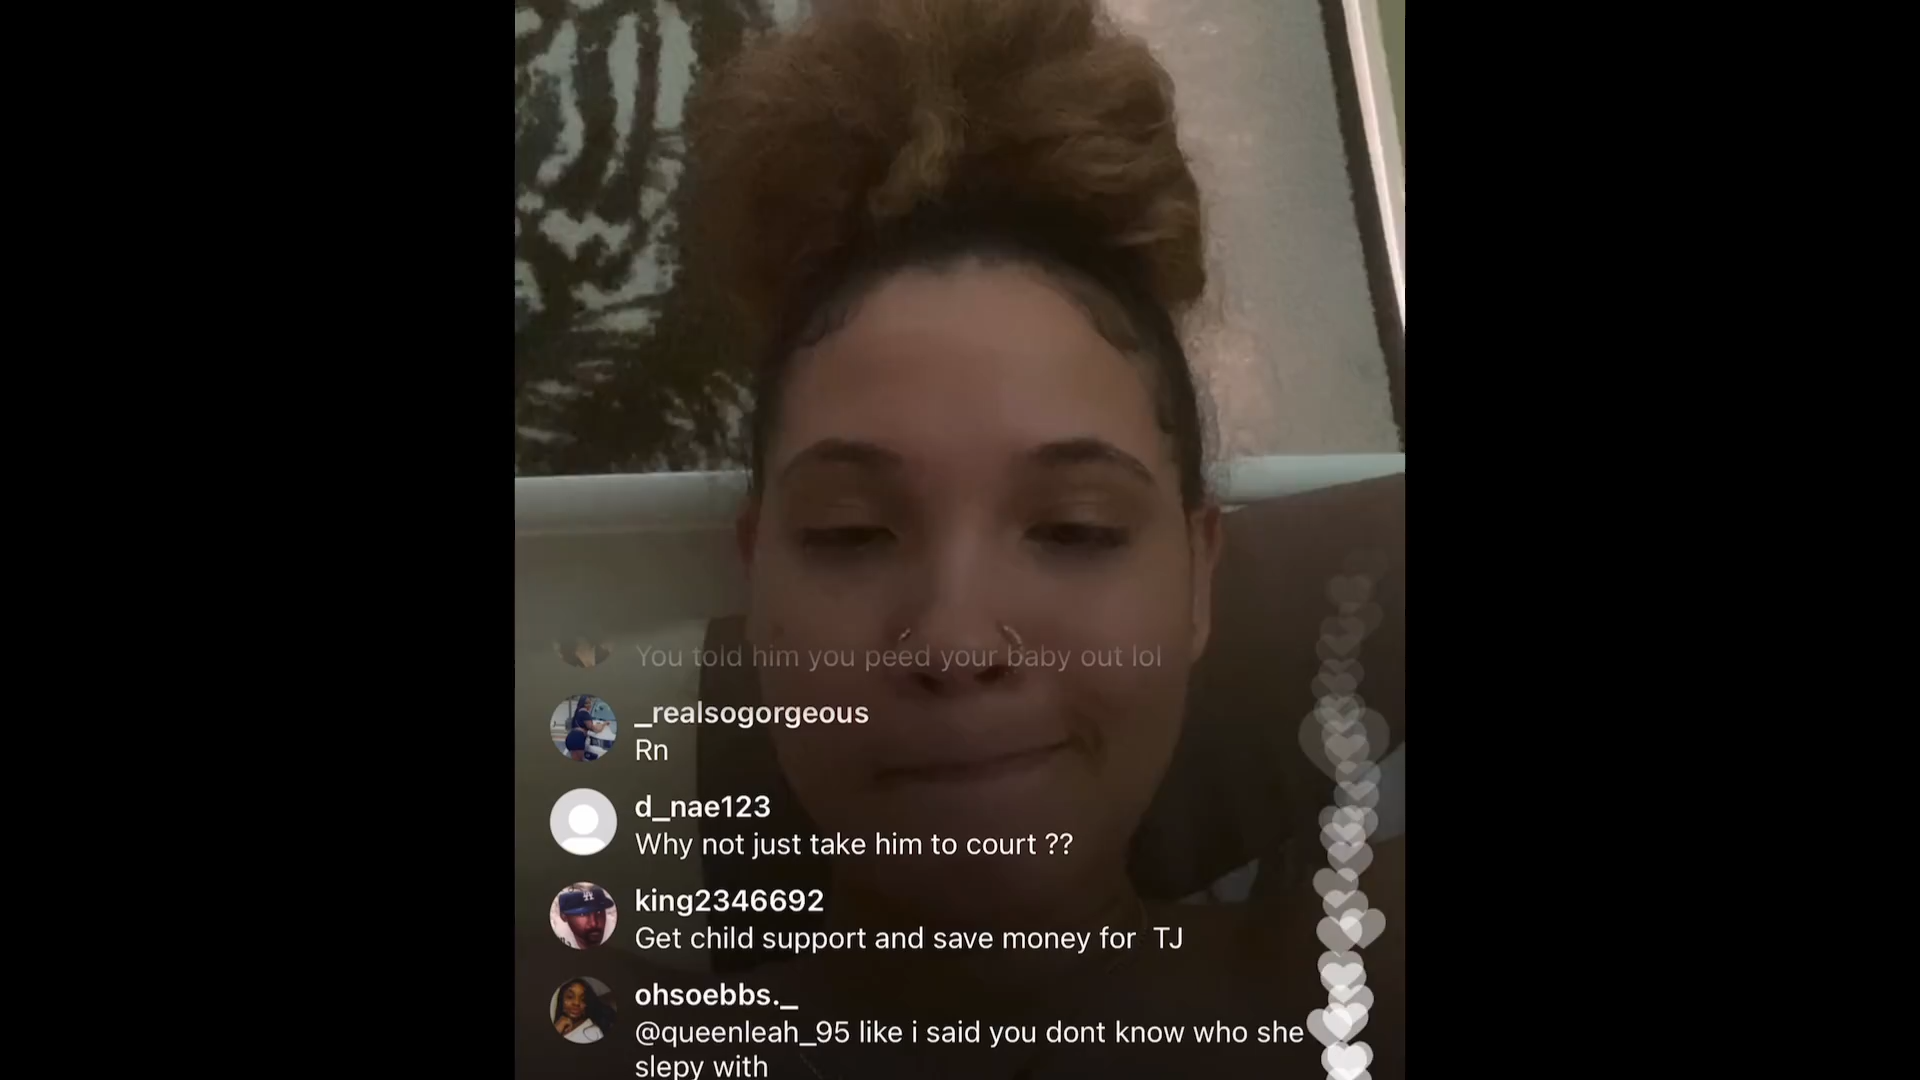 You told him you peed your baby out lol
_realsogorgeous
Rn
d_nae123
Why not just take him to court ??
king2346692
Get child support and save money for TJ
ohsoebbs._
@queenleah_95 like i said you dont know who she
slepy with